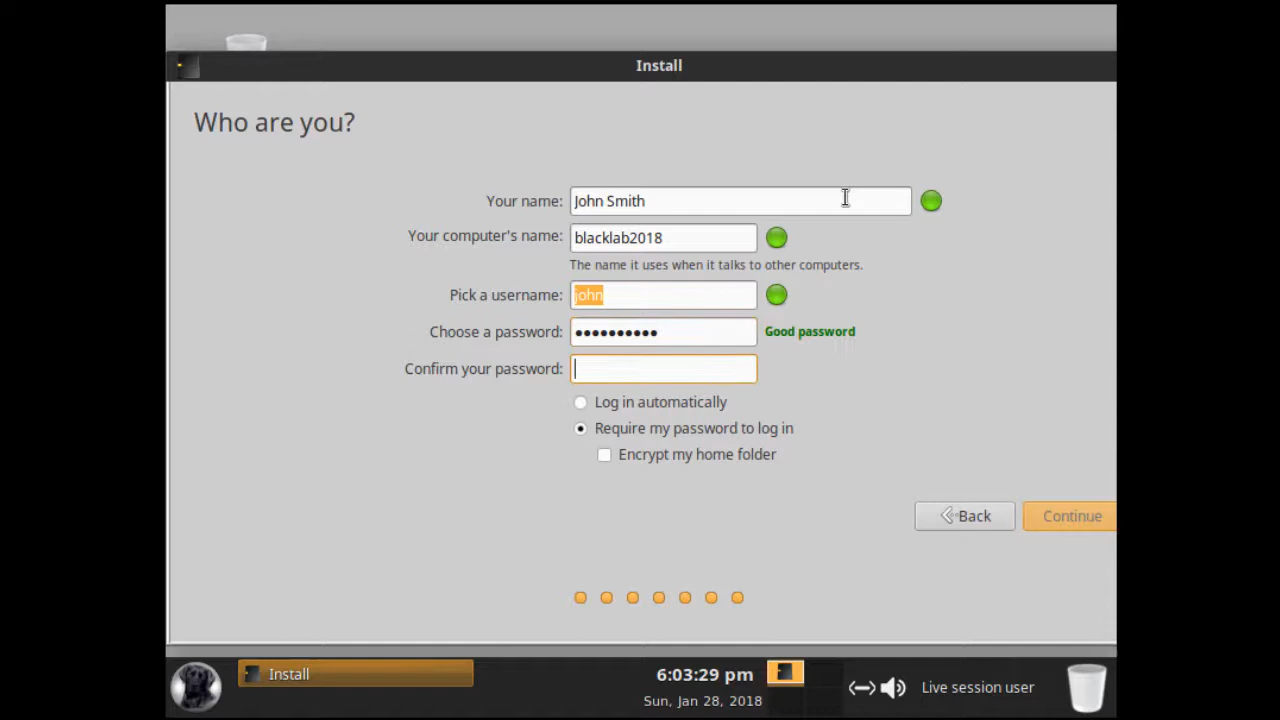 Install
Who are you?
Your name: John Smith
Your computer's name: blacklab2018
The name it uses when it talks to other computers.
Pick a username: john
Choose a password: ●●●●●●●●●● Good password
Confirm your password:
Log in automatically
Require my password to log in
Encrypt my home folder
Back Continue
Install
6:03:29 pm
Sun, Jan 28, 2018
Live session user